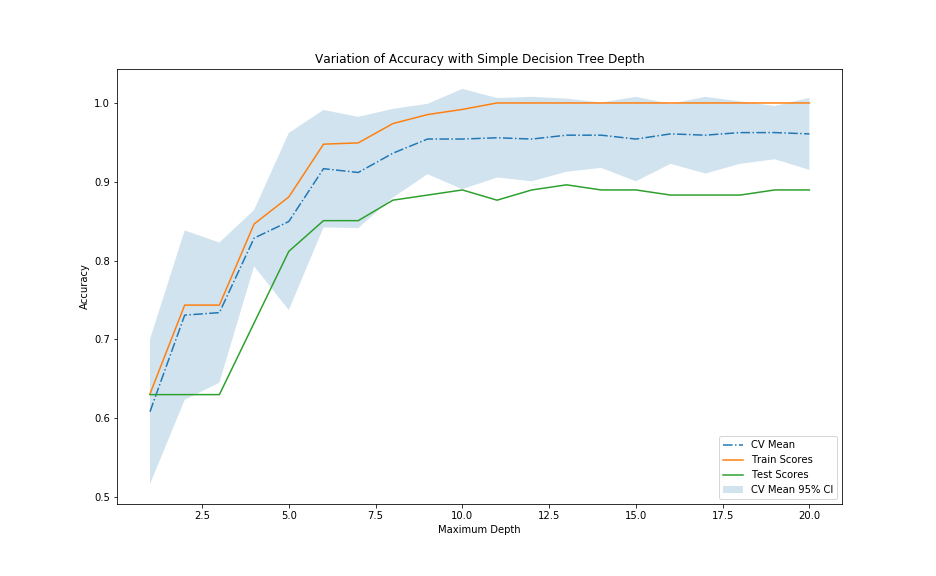 Variation of Accuracy with Simple Decision Tree Depth
1.0
0.9
0.8
0.7
0.6
0.5
Accuracy
2.5 5.0 7.5 10.0 12.5 15.0 17.5 20.0
Maximum Depth
CV Mean
Train Scores
Test Scores
CV Mean 95% CI